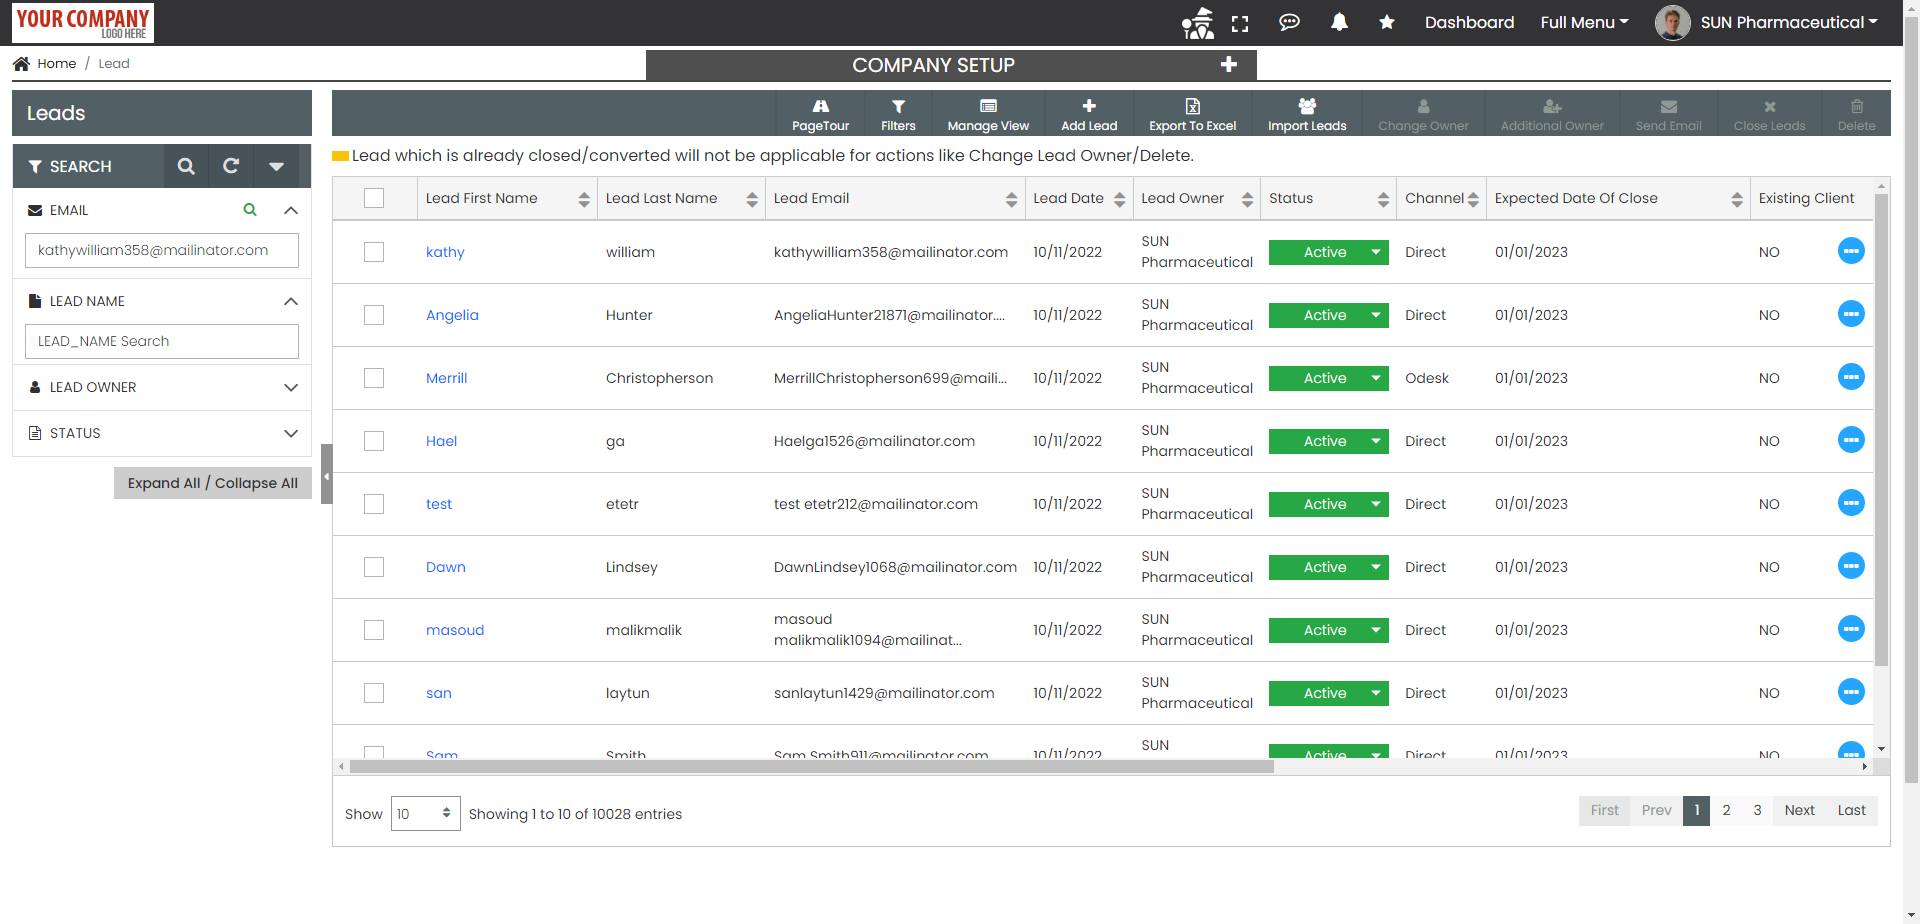 YOUR COMPANY
LOGO HERE
Dashboard
Full Menu
SUN Pharmaceutical
Home / Lead
COMPANY SETUP
Leads
PageTour
Filters
Manage View
Add Lead
Export To Excel
Import Leads
Change Owner
Additional Owner
Send Email
Close Leads
Delete
SEARCH
EMAIL
kathywilliam358@mailinator.com
LEAD NAME
LEAD_NAME Search
LEAD OWNER
STATUS
Expand All / Collapse All
Lead which is already closed/converted will not be applicable for actions like Change Lead Owner/Delete.
Lead First Name Lead Last Name Lead Email Lead Date Lead Owner Status Channel Expected Date Of Close Existing Client
kathy william kathywilliam358@mailinator.com 10/11/2022 SUN Pharmaceutical Active Direct 01/01/2023 NO
Angelia Hunter AngeliaHunter21871@mailinator.... 10/11/2022 SUN Pharmaceutical Active Direct 01/01/2023 NO
Merrill Christopherson MerrillChristopherson699@maili... 10/11/2022 SUN Pharmaceutical Active Odesk 01/01/2023 NO
Hael ga Haelga1526@mailinator.com 10/11/2022 SUN Pharmaceutical Active Direct 01/01/2023 NO
test etetr test etetr212@mailinator.com 10/11/2022 SUN Pharmaceutical Active Direct 01/01/2023 NO
Dawn Lindsey DawnLindsey1068@mailinator.com 10/11/2022 SUN Pharmaceutical Active Direct 01/01/2023 NO
masoud malikmalik masoud malikmalik1094@mailinat... 10/11/2022 SUN Pharmaceutical Active Direct 01/01/2023 NO
san laytun sanlaytun1429@mailinator.com 10/11/2022 SUN Pharmaceutical Active Direct 01/01/2023 NO
Sam Smith Sam Smith911@mailinator.com 10/11/2022 SUN Active Direct 01/01/2023 NO
Show 10 Showing 1 to 10 of 10028 entries
First Prev 1 2 3 Next Last